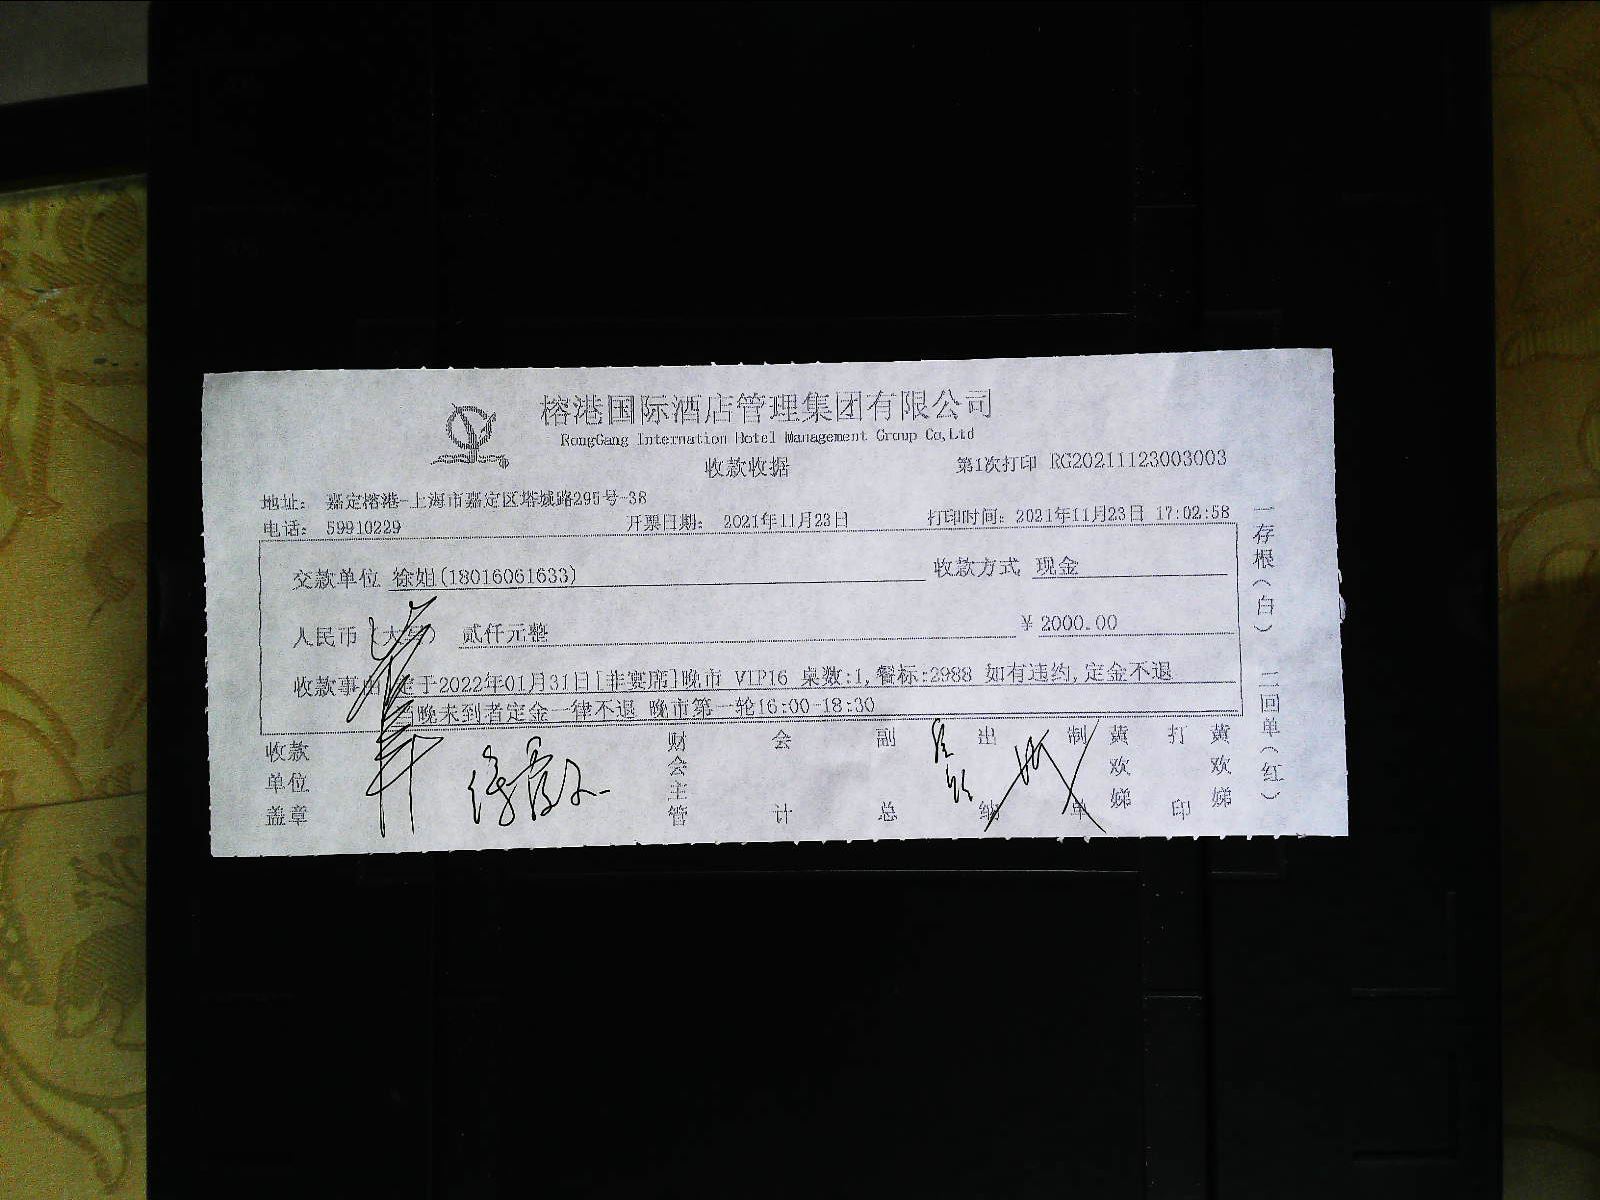 榕港国际酒店管理集团有限公司
RongGang Internation Hotel Management Group Co,Ltd
收款收据
第1次打印 RG20211123003003
地址： 嘉定榕港-上海市嘉定区塔城路295号-38
电话： 59910229 开票日期： 2021年11月23日 打印时间：2021年11月23日 17:02:58
交款单位 徐姐(18016061633) 收款方式 现金
人民币（大写） 贰仟元整 ¥2000.00
收款事由 定于2022年01月31日[非宴席]晚市 VIP16 桌数:1,餐标:2988 如有违约,定金不退
当晚未到者定金一律不退 晚市第一轮16:00-18:30
收款单位盖章
财会主管
会计
副总
出纳
制单 黄欢娣
打印 黄欢娣
一存根(白) 二回单(红)